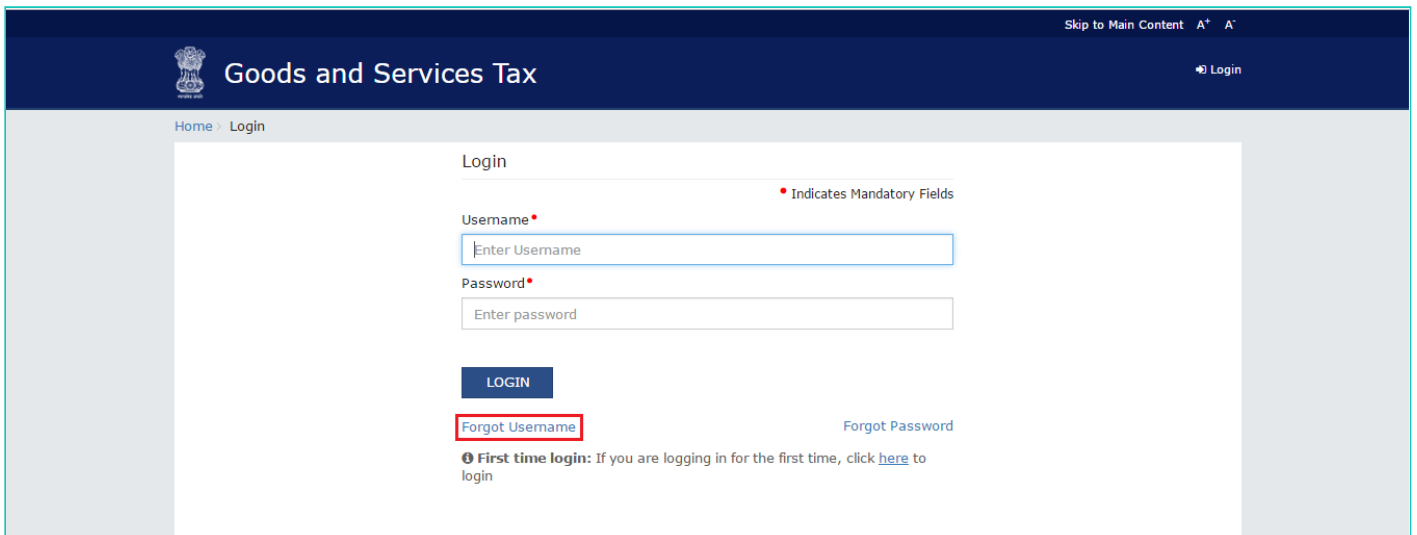 Skip to Main Content A+ A-
Goods and Services Tax
Login
Home > Login
Login
• Indicates Mandatory Fields
Username•
Enter Username
Password•
Enter password
LOGIN
Forgot Username Forgot Password
First time login: If you are logging in for the first time, click here to
login